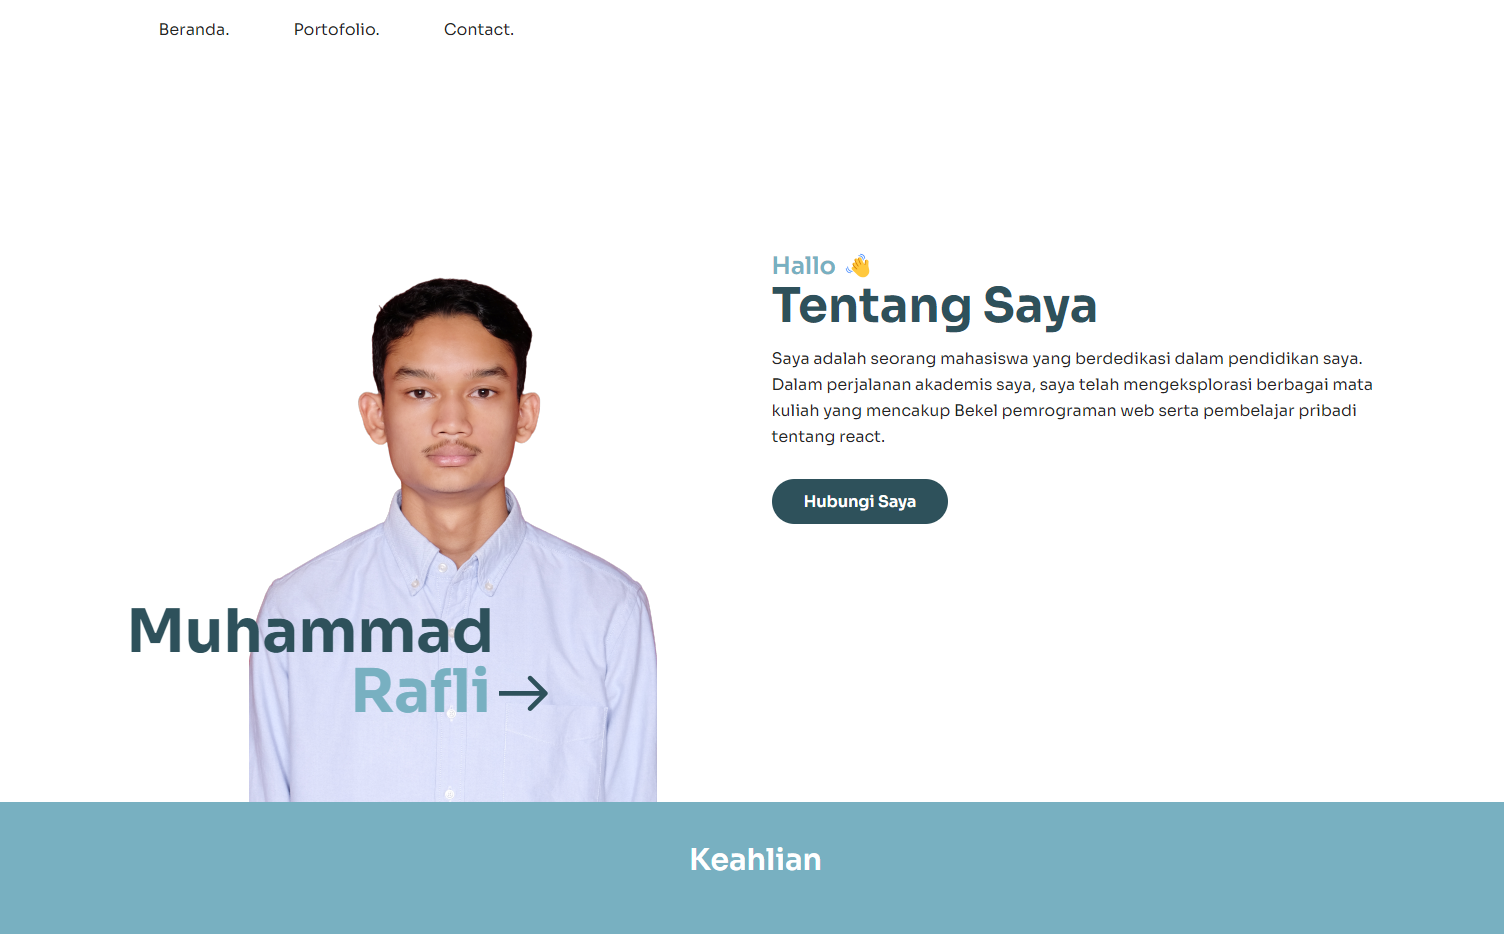 Beranda. Portofolio. Contact.
Hallo 👋
Tentang Saya
Saya adalah seorang mahasiswa yang berdedikasi dalam pendidikan saya.
Dalam perjalanan akademis saya, saya telah mengeksplorasi berbagai mata
kuliah yang mencakup Bekel pemrograman web serta pembelajar pribadi
tentang react.
Hubungi Saya
Muhammad
Rafli →
Keahlian